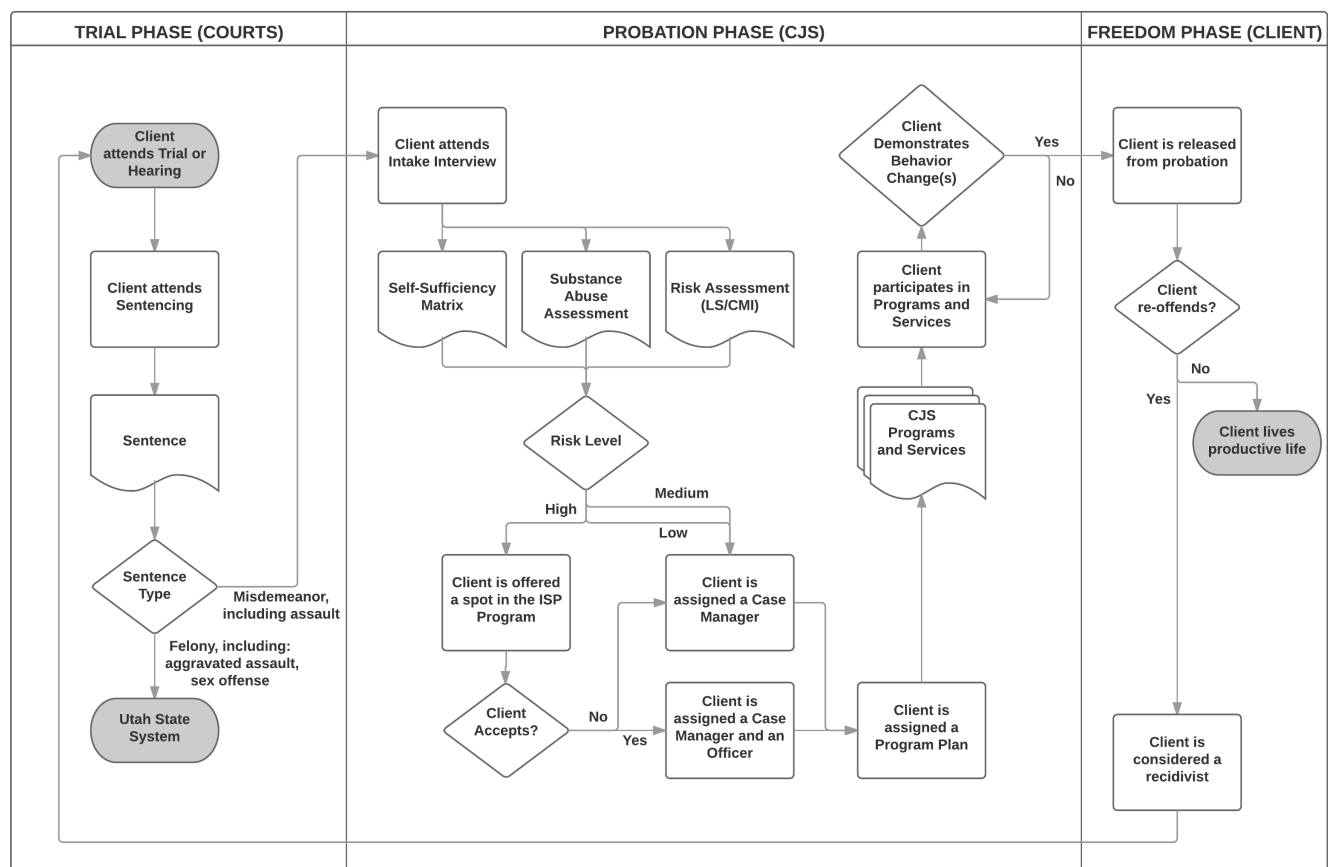 TRIAL PHASE (COURTS)
PROBATION PHASE (CJS)
FREEDOM PHASE (CLIENT)
Client
attends Trial or
Hearing
Client attends
Sentencing
Sentence
Sentence
Type
Misdemeanor,
including assault
Felony, including:
aggravated assault,
sex offense
Utah State
System
Client attends
Intake Interview
Self-Sufficiency
Matrix
Substance
Abuse
Assessment
Risk Assessment
(LS/CMI)
Risk Level
High
Medium
Low
Client is offered
a spot in the ISP
Program
Client
Accepts?
No
Yes
Client is
assigned a Case
Manager
Client is
assigned a Case
Manager and an
Officer
Client is
assigned a
Program Plan
CJS
Programs
and Services
Client
participates in
Programs and
Services
Client
Demonstrates
Behavior
Change(s)
Yes
No
Client is released
from probation
Client
re-offends?
No
Yes
Client lives
productive life
Client is
considered a
recidivist